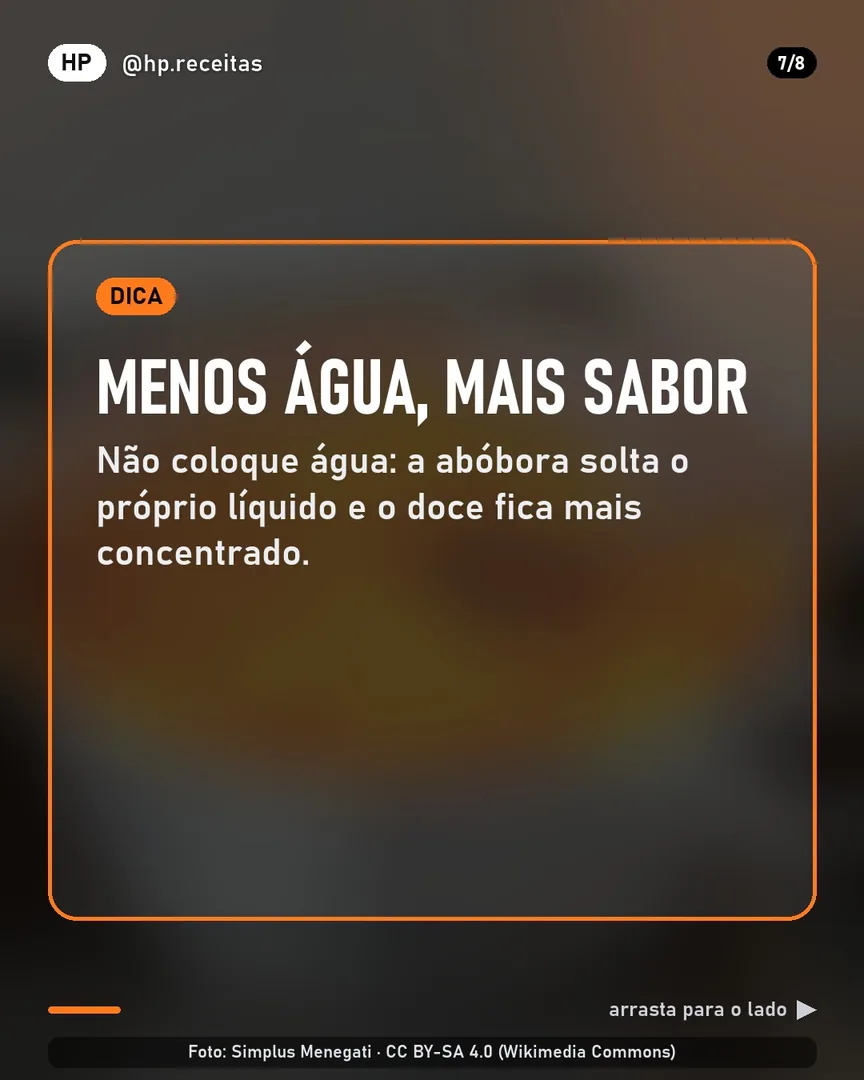 HP @hp.receitas
7/8
DICA
MENOS ÁGUA, MAIS SABOR
Não coloque água: a abóbora solta o
próprio líquido e o doce fica mais
concentrado.
arrasta para o lado ▶
Foto: Simplus Menegati · CC BY-SA 4.0 (Wikimedia Commons)